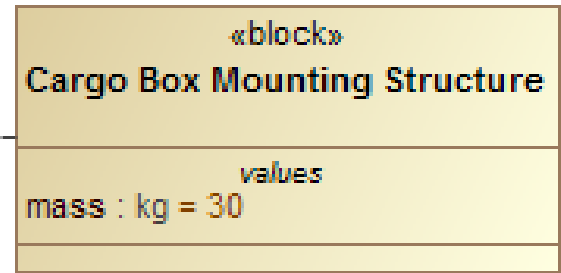 «block»
Cargo Box Mounting Structure
values
mass : kg = 30